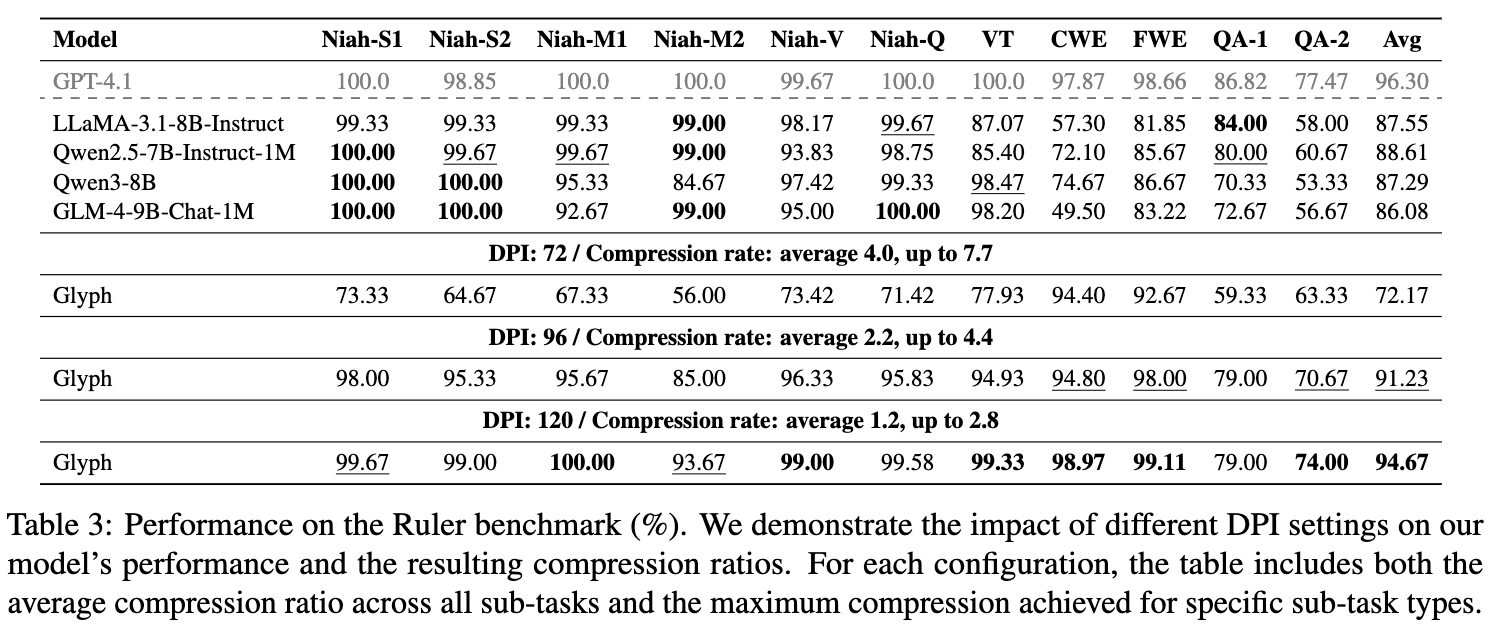 Model Niah-S1 Niah-S2 Niah-M1 Niah-M2 Niah-V Niah-Q VT CWE FWE QA-1 QA-2 Avg
GPT-4.1 100.0 98.85 100.0 100.0 99.67 100.0 100.0 97.87 98.66 86.82 77.47 96.30
LLaMA-3.1-8B-Instruct 99.33 99.33 99.33 99.00 98.17 99.67 87.07 57.30 81.85 84.00 58.00 87.55
Qwen2.5-7B-Instruct-1M 100.00 99.67 99.67 99.00 93.83 98.75 85.40 72.10 85.67 80.00 60.67 88.61
Qwen3-8B 100.00 100.00 95.33 84.67 97.42 99.33 98.47 74.67 86.67 70.33 53.33 87.29
GLM-4-9B-Chat-1M 100.00 100.00 92.67 99.00 95.00 100.00 98.20 49.50 83.22 72.67 56.67 86.08
DPI: 72 / Compression rate: average 4.0, up to 7.7
Glyph 73.33 64.67 67.33 56.00 73.42 71.42 77.93 94.40 92.67 59.33 63.33 72.17
DPI: 96 / Compression rate: average 2.2, up to 4.4
Glyph 98.00 95.33 95.67 85.00 96.33 95.83 94.93 94.80 98.00 79.00 70.67 91.23
DPI: 120 / Compression rate: average 1.2, up to 2.8
Glyph 99.67 99.00 100.00 93.67 99.00 99.58 99.33 98.97 99.11 79.00 74.00 94.67
Table 3: Performance on the Ruler benchmark (%). We demonstrate the impact of different DPI settings on our
model's performance and the resulting compression ratios. For each configuration, the table includes both the
average compression ratio across all sub-tasks and the maximum compression achieved for specific sub-task types.